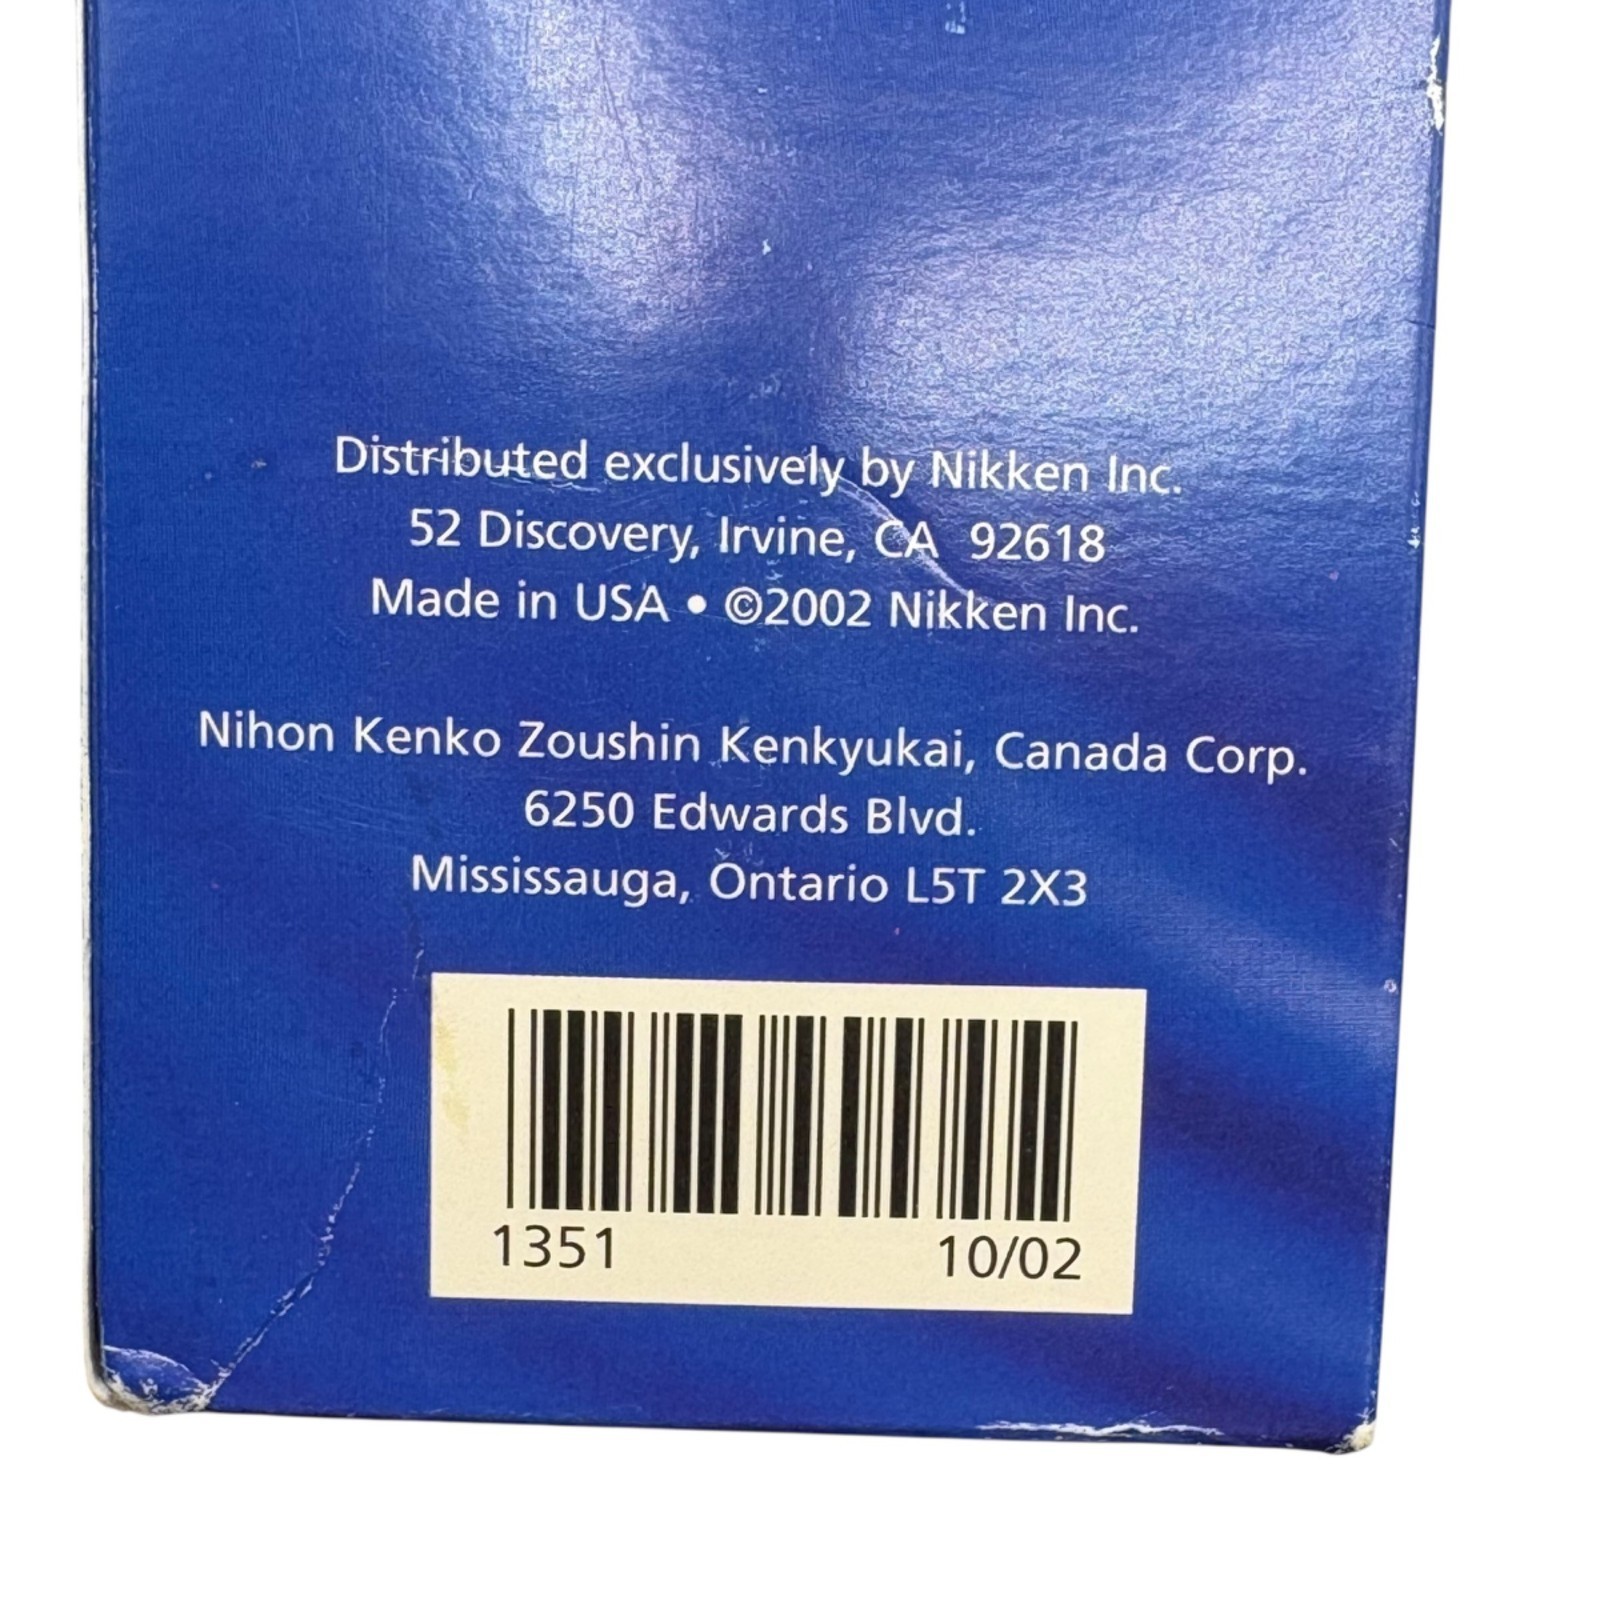 Distributed exclusively by Nikken Inc.
52 Discovery, Irvine, CA 92618
Made in USA • ©2002 Nikken Inc.
Nihon Kenko Zoushin Kenkyukai, Canada Corp.
6250 Edwards Blvd.
Mississauga, Ontario L5T 2X3
1351 10/02